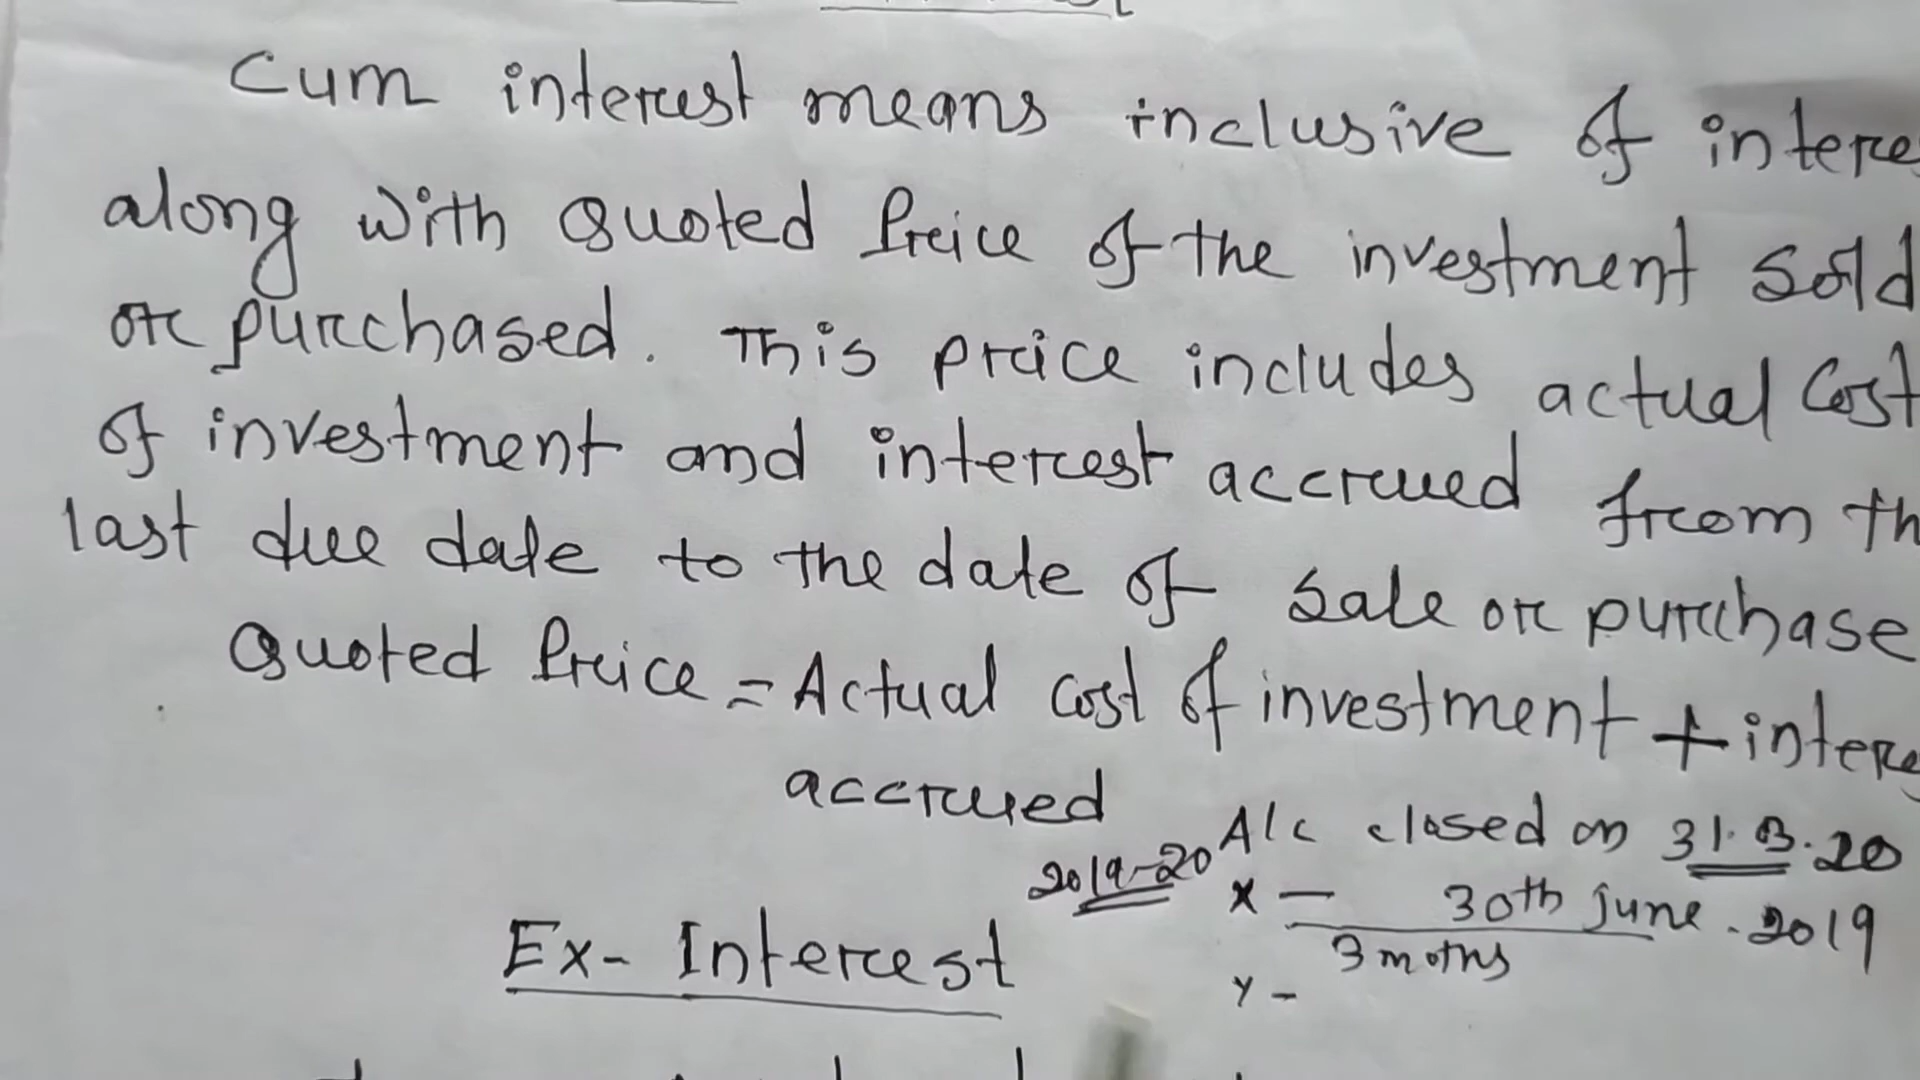 Cum interest means inclusive of intere
along with Quoted Price of the investment sold
or purchased. This price includes actual Cost
of investment and interest accrued from th
last due date to the date of sale or purchase
Quoted Price = Actual cost of investment + intere
accrued
2019-20 A/c closed on 31.3.20
X — 30th june. 2019
3 moths
Y -
Ex- Interest